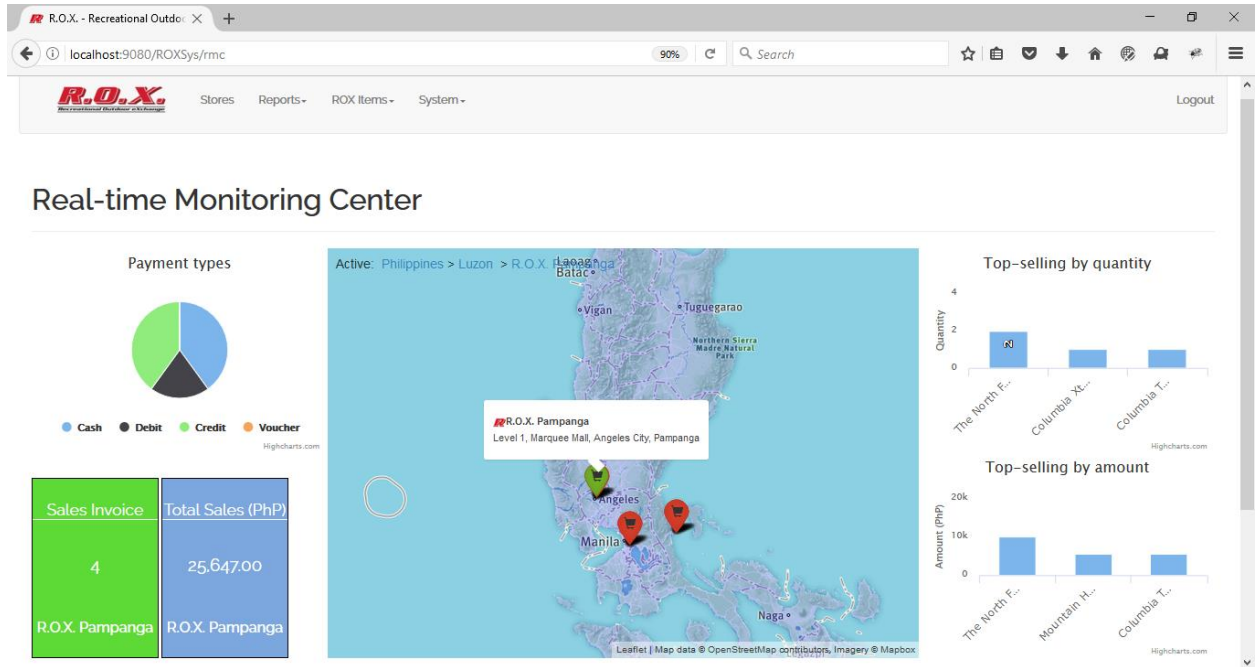 R.O.X. - Recreational Outdoo
localhost:9080/ROXSys/rmc
90%
Search
R.O.X.
Recreational Outdoor eXchange
Stores Reports ROX Items System Logout
Real-time Monitoring Center
Payment types
Cash Debit Credit Voucher
Highcharts.com
Sales Invoice
4
R.O.X. Pampanga
Total Sales (PhP)
25,647.00
R.O.X. Pampanga
Active: Philippines > Luzon > R.O.X. Pampanga
Laoag
Batac
Vigan
Tuguegarao
Northern Sierra
Madre Natural
Park
R.O.X. Pampanga
Level 1, Marquee Mall, Angeles City, Pampanga
Angeles
Manila
Naga
Legazpi
Leaflet | Map data © OpenStreetMap contributors, Imagery © Mapbox
Top-selling by quantity
Quantity
4
2
0
The North F...
Columbia Xt...
Columbia T...
Highcharts.com
Top-selling by amount
Amount (PhP)
20k
10k
0
The North F...
Mountain H...
Columbia T...
Highcharts.com